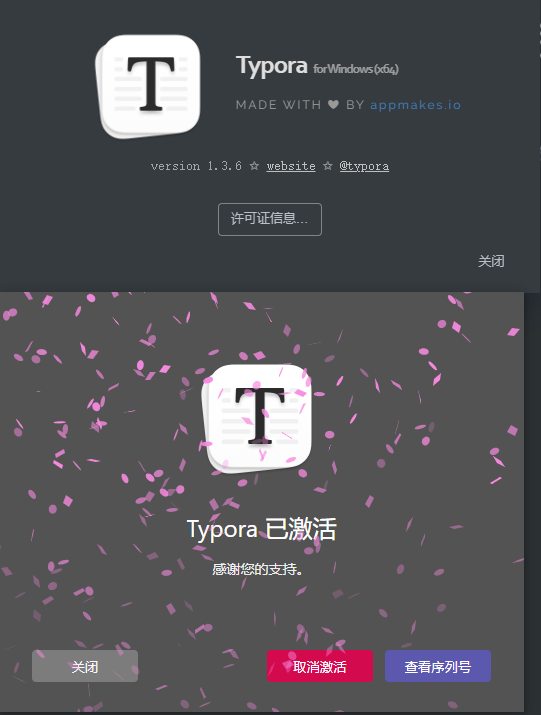 T
Typora for Windows (x64)
MADE WITH ❤ BY appmakes.io
version 1.3.6 ☆ website ☆ @typora
许可证信息...
关闭
T
Typora 已激活
感谢您的支持。
关闭 取消激活 查看序列号